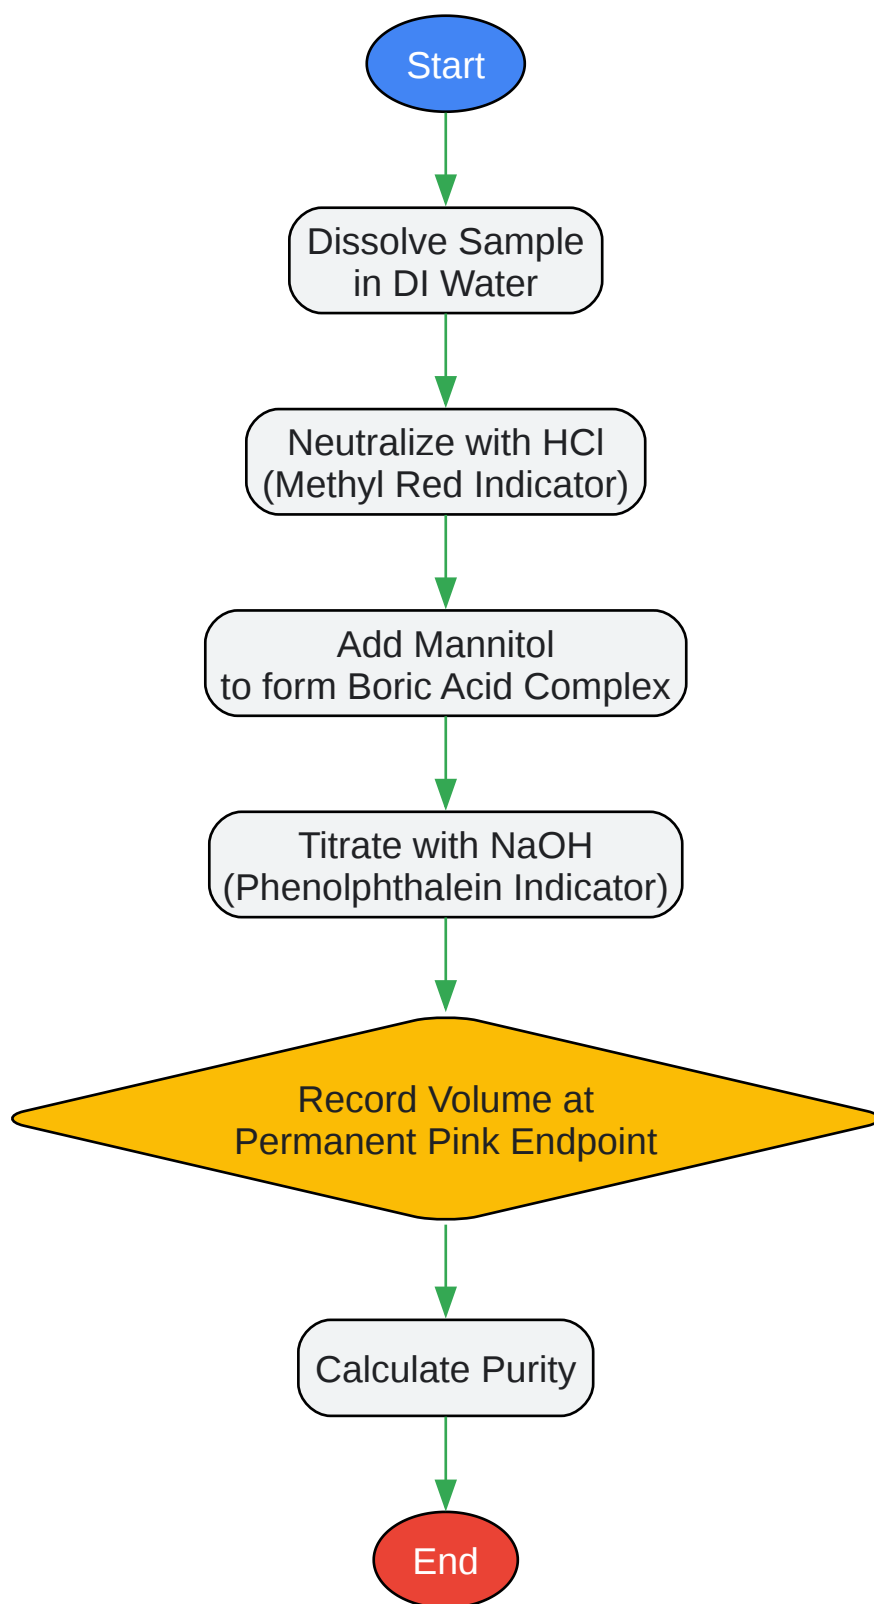 Start
Dissolve Sample
in DI Water
Neutralize with HCl
(Methyl Red Indicator)
Add Mannitol
to form Boric Acid Complex
Titrate with NaOH
(Phenolphthalein Indicator)
Record Volume at
Permanent Pink Endpoint
Calculate Purity
End